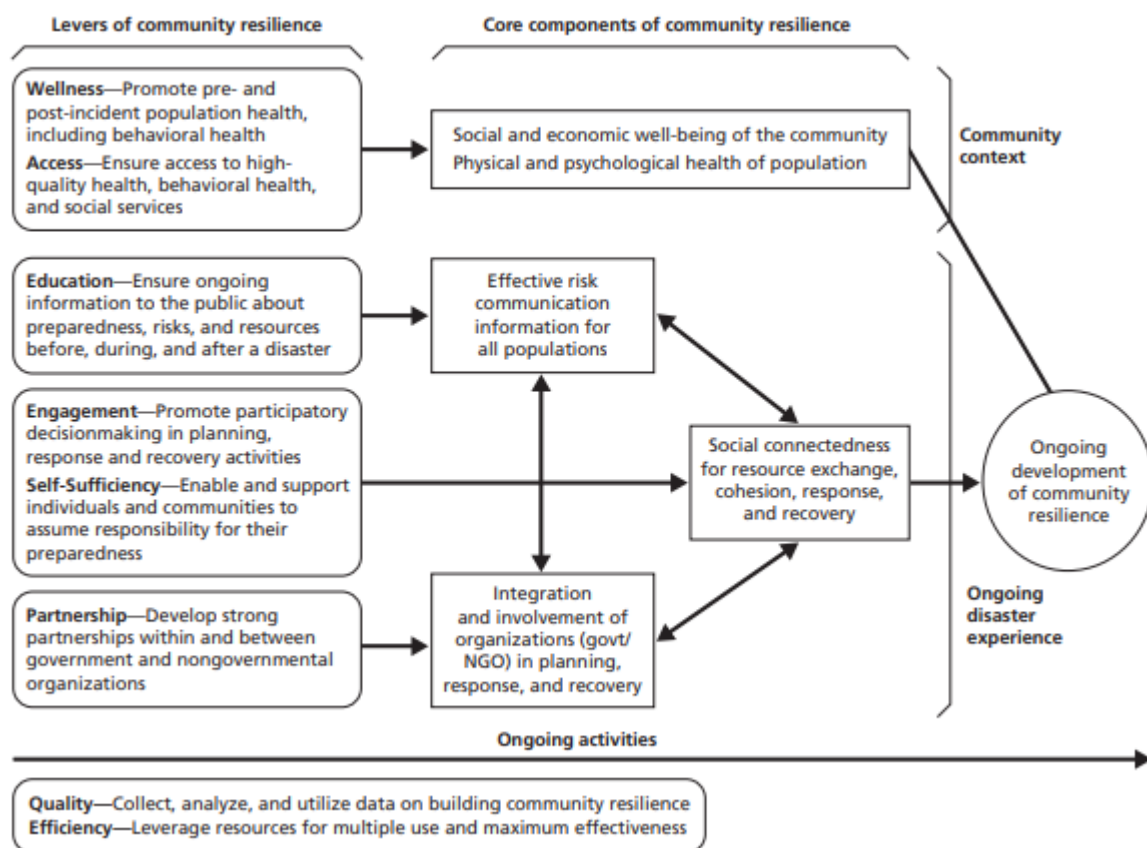 Levers of community resilience
Core components of community resilience
Wellness—Promote pre- and
post-incident population health,
including behavioral health
Access—Ensure access to high-
quality health, behavioral health,
and social services
Social and economic well-being of the community
Physical and psychological health of population
Community
context
Education—Ensure ongoing
information to the public about
preparedness, risks, and resources
before, during, and after a disaster
Effective risk
communication
information for
all populations
Engagement—Promote participatory
decisionmaking in planning,
response and recovery activities
Self-Sufficiency—Enable and support
individuals and communities to
assume responsibility for their
preparedness
Social connectedness
for resource exchange,
cohesion, response,
and recovery
Ongoing
development
of community
resilience
Partnership—Develop strong
partnerships within and between
government and nongovernmental
organizations
Integration
and involvement of
organizations (govt/
NGO) in planning,
response, and recovery
Ongoing
disaster
experience
Ongoing activities
Quality—Collect, analyze, and utilize data on building community resilience
Efficiency—Leverage resources for multiple use and maximum effectiveness